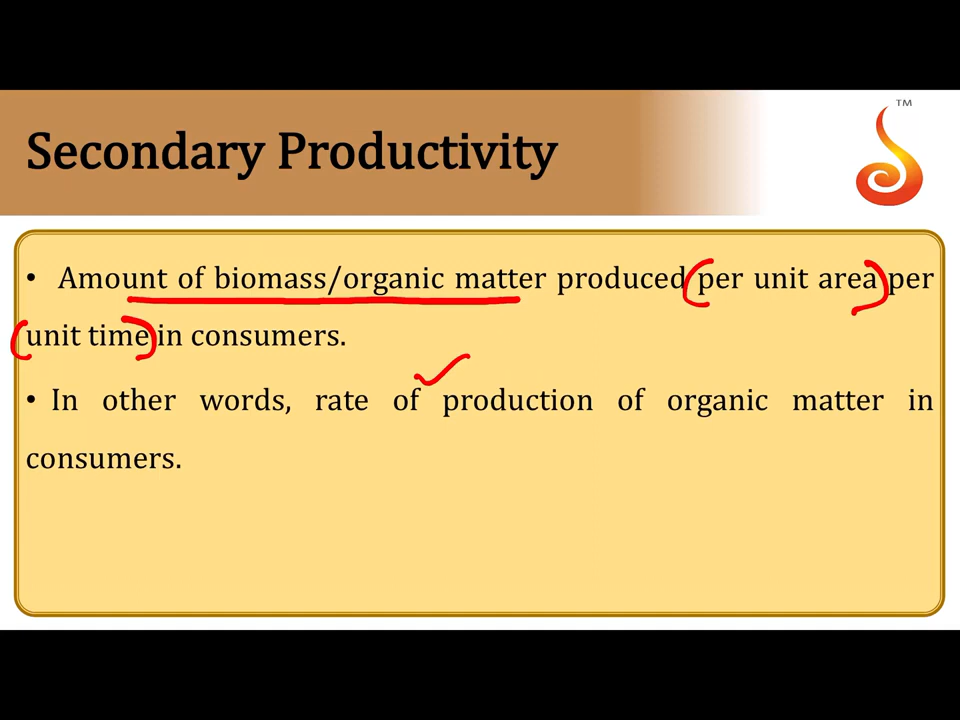 TM
Secondary Productivity
• Amount of biomass/organic matter produced per unit area per
unit time in consumers.
• In other words, rate of production of organic matter in
consumers.